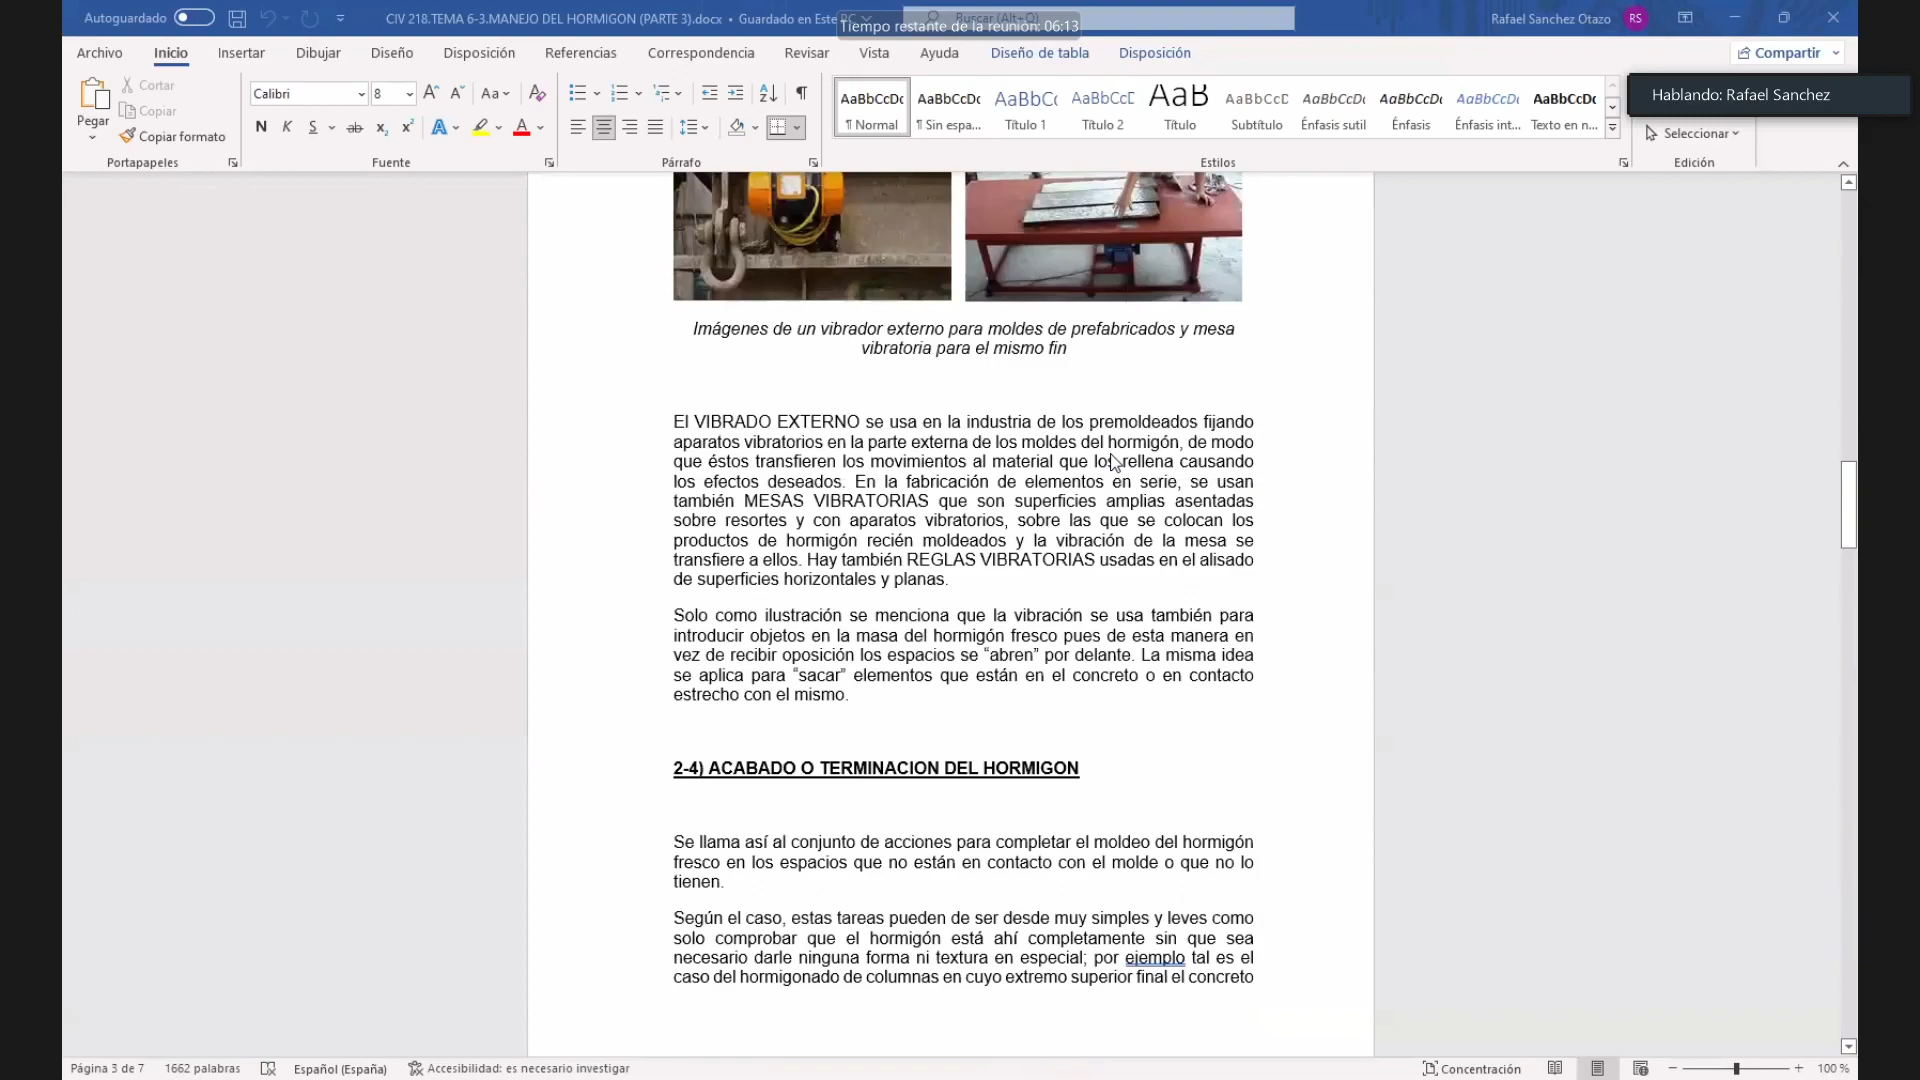 Autoguardado
CIV 218.TEMA 6-3.MANEJO DEL HORMIGON (PARTE 3).docx • Guardado en Este PC
Buscar (Alt+Q)
Tiempo restante de la reunión: 06:13
Rafael Sanchez Otazo
RS
Archivo
Inicio
Insertar
Dibujar
Diseño
Disposición
Referencias
Correspondencia
Revisar
Vista
Ayuda
Diseño de tabla
Disposición
Compartir
Hablando: Rafael Sanchez
Pegar
Cortar
Copiar
Copiar formato
Portapapeles
Calibri
8
Aa
N K S ab x₂ x² A A
Fuente
Párrafo
AaBbCcDc AaBbCcDc AaBbCc AaBbCcD AaB AaBbCcD AaBbCcDc AaBbCcDc AaBbCcDc AaBbCcDc
¶ Normal ¶ Sin espa... Título 1 Título 2 Título Subtítulo Énfasis sutil Énfasis Énfasis int... Texto en n...
Estilos
Seleccionar
Edición
Imágenes de un vibrador externo para moldes de prefabricados y mesa
vibratoria para el mismo fin
El VIBRADO EXTERNO se usa en la industria de los premoldeados fijando
aparatos vibratorios en la parte externa de los moldes del hormigón, de modo
que éstos transfieren los movimientos al material que los rellena causando
los efectos deseados. En la fabricación de elementos en serie, se usan
también MESAS VIBRATORIAS que son superficies amplias asentadas
sobre resortes y con aparatos vibratorios, sobre las que se colocan los
productos de hormigón recién moldeados y la vibración de la mesa se
transfiere a ellos. Hay también REGLAS VIBRATORIAS usadas en el alisado
de superficies horizontales y planas.
Solo como ilustración se menciona que la vibración se usa también para
introducir objetos en la masa del hormigón fresco pues de esta manera en
vez de recibir oposición los espacios se “abren” por delante. La misma idea
se aplica para “sacar” elementos que están en el concreto o en contacto
estrecho con el mismo.
2-4) ACABADO O TERMINACION DEL HORMIGON
Se llama así al conjunto de acciones para completar el moldeo del hormigón
fresco en los espacios que no están en contacto con el molde o que no lo
tienen.
Según el caso, estas tareas pueden de ser desde muy simples y leves como
solo comprobar que el hormigón está ahí completamente sin que sea
necesario darle ninguna forma ni textura en especial; por ejemplo tal es el
caso del hormigonado de columnas en cuyo extremo superior final el concreto
Página 3 de 7
1662 palabras
Español (España)
Accesibilidad: es necesario investigar
Concentración
100 %